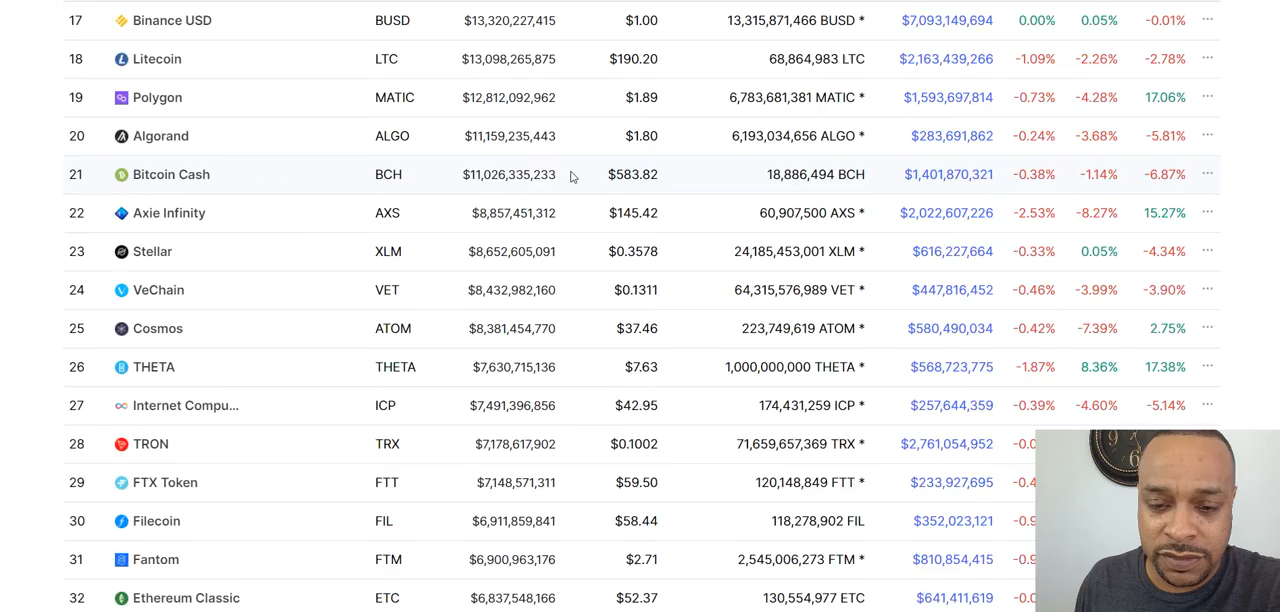 17 Binance USD BUSD $13,320,227,415 $1.00 13,315,871,466 BUSD * $7,093,149,694 0.00% 0.05% -0.01% ...
18 Litecoin LTC $13,098,265,875 $190.20 68,864,983 LTC $2,163,439,266 -1.09% -2.26% -2.78% ...
19 Polygon MATIC $12,812,092,962 $1.89 6,783,681,381 MATIC * $1,593,697,814 -0.73% -4.28% 17.06% ...
20 Algorand ALGO $11,159,235,443 $1.80 6,193,034,656 ALGO * $283,691,862 -0.24% -3.68% -5.81% ...
21 Bitcoin Cash BCH $11,026,335,233 $583.82 18,886,494 BCH $1,401,870,321 -0.38% -1.14% -6.87% ...
22 Axie Infinity AXS $8,857,451,312 $145.42 60,907,500 AXS * $2,022,607,226 -2.53% -8.27% 15.27% ...
23 Stellar XLM $8,652,605,091 $0.3578 24,185,453,001 XLM * $616,227,664 -0.33% 0.05% -4.34% ...
24 VeChain VET $8,432,982,160 $0.1311 64,315,576,989 VET * $447,816,452 -0.46% -3.99% -3.90% ...
25 Cosmos ATOM $8,381,454,770 $37.46 223,749,619 ATOM * $580,490,034 -0.42% -7.39% 2.75% ...
26 THETA THETA $7,630,715,136 $7.63 1,000,000,000 THETA * $568,723,775 -1.87% 8.36% 17.38% ...
27 Internet Compu... ICP $7,491,396,856 $42.95 174,431,259 ICP * $257,644,359 -0.39% -4.60% -5.14% ...
28 TRON TRX $7,178,617,902 $0.1002 71,659,657,369 TRX * $2,761,054,952 -0.0
29 FTX Token FTT $7,148,571,311 $59.50 120,148,849 FTT * $233,927,695 -0.4
30 Filecoin FIL $6,911,859,841 $58.44 118,278,902 FIL $352,023,121 -0.9
31 Fantom FTM $6,900,963,176 $2.71 2,545,006,273 FTM * $810,854,415 -0.9
32 Ethereum Classic ETC $6,837,548,166 $52.37 130,554,977 ETC $641,411,619 -0.0